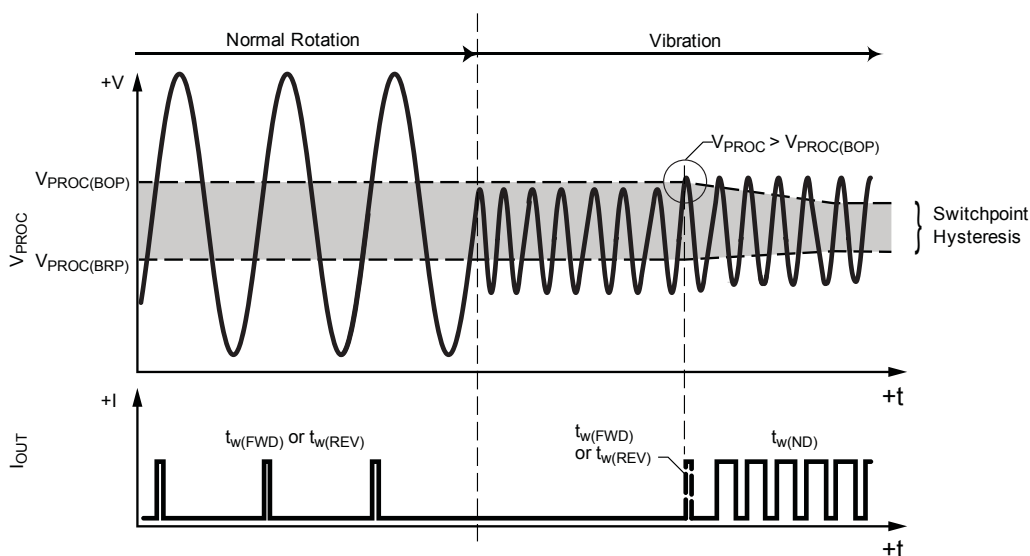 Normal Rotation
Vibration
+V
VPROC > VPROC(BOP)
VPROC(BOP)
VPROC
VPROC(BRP)
Switchpoint
Hysteresis
+t
+I
IOUT
tw(FWD) or tw(REV)
tw(FWD)
or tw(REV)
tw(ND)
+t